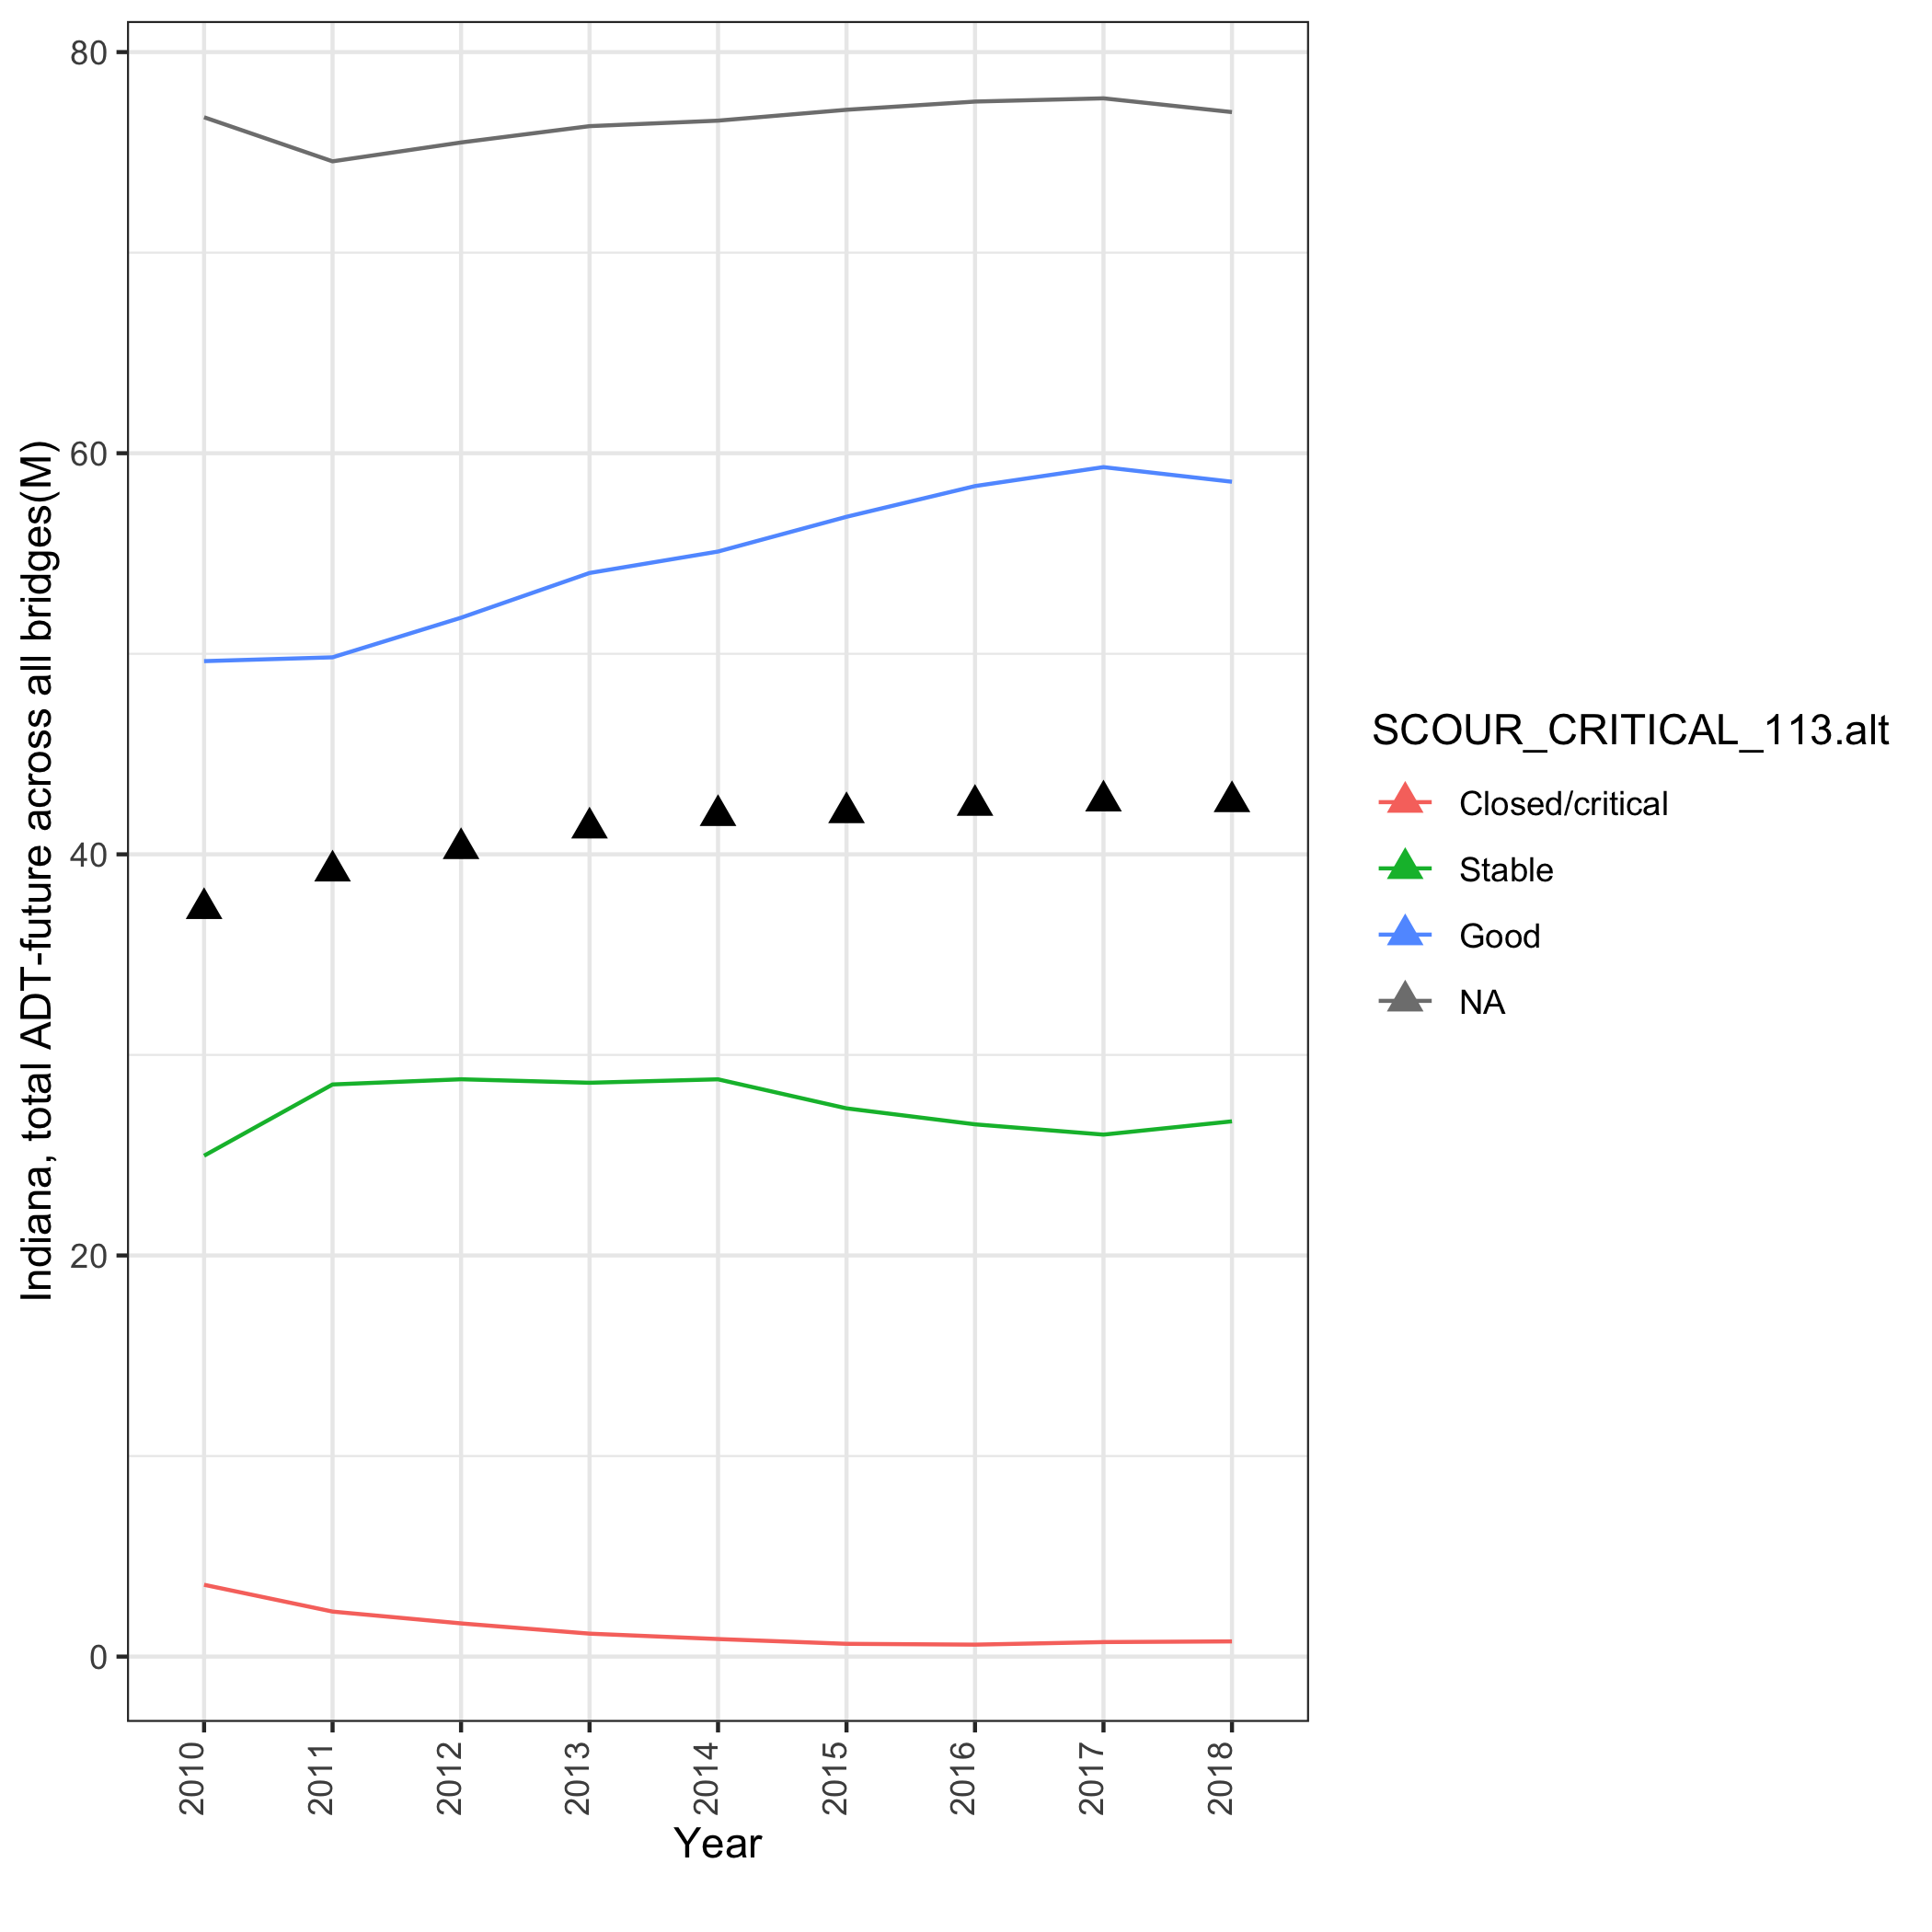 Indiana, total ADT-future across all bridges(M)
80
60
40
20
0
2010
2011
2012
2013
2014
2015
2016
2017
2018
Year
SCOUR_CRITICAL_113.alt
Closed/critical
Stable
Good
NA